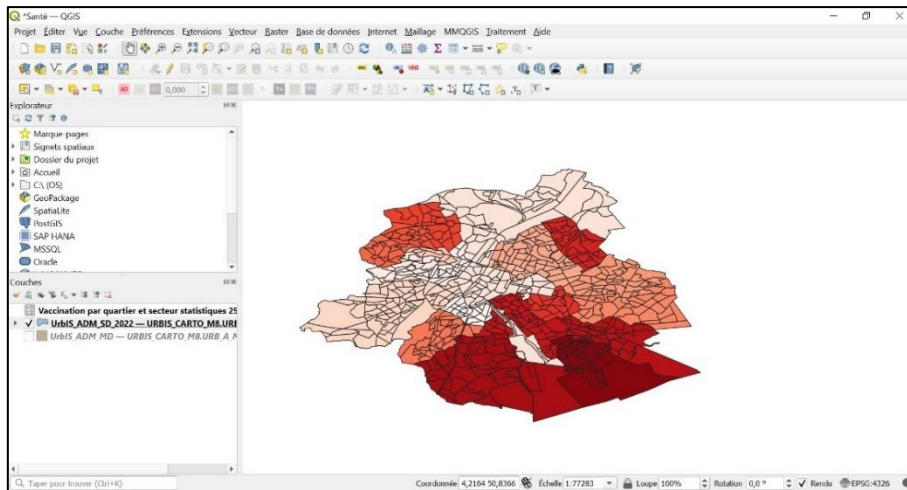 *Santé — QGIS
Projet Éditer Vue Couche Préférences Extensions Vecteur Raster Base de données Internet Maillage MMQGIS Traitement Aide
0,000
Explorateur
Marque-pages
Signets spatiaux
Dossier du projet
Accueil
C:\ (OS)
GeoPackage
SpatiaLite
PostGIS
SAP HANA
MSSQL
Oracle
Couches
Vaccination par quartier et secteur statistiques 25
UrbIS_ADM_SD_2022 — URBIS_CARTO_M8.URB
UrbIS_ADM_MD — URBIS_CARTO_M8.URB_A_M
Taper pour trouver (Ctrl+K)
Coordonnée 4,2164 50,8366 Échelle 1:77283 Loupe 100% Rotation 0,0 ° Rendu EPSG:4326